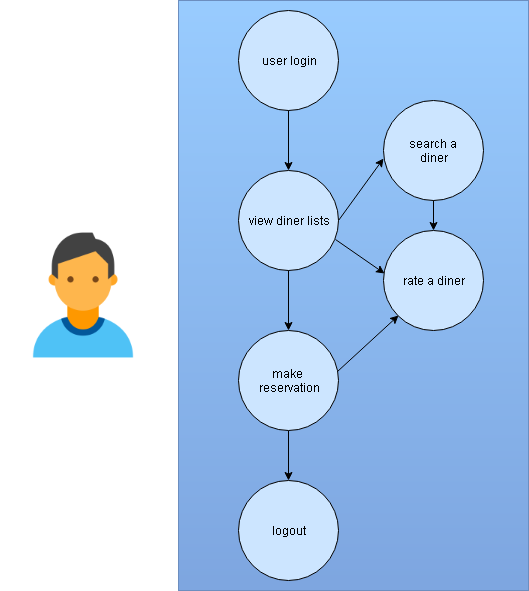 user login
search a
diner
view diner lists
rate a diner
make
reservation
logout